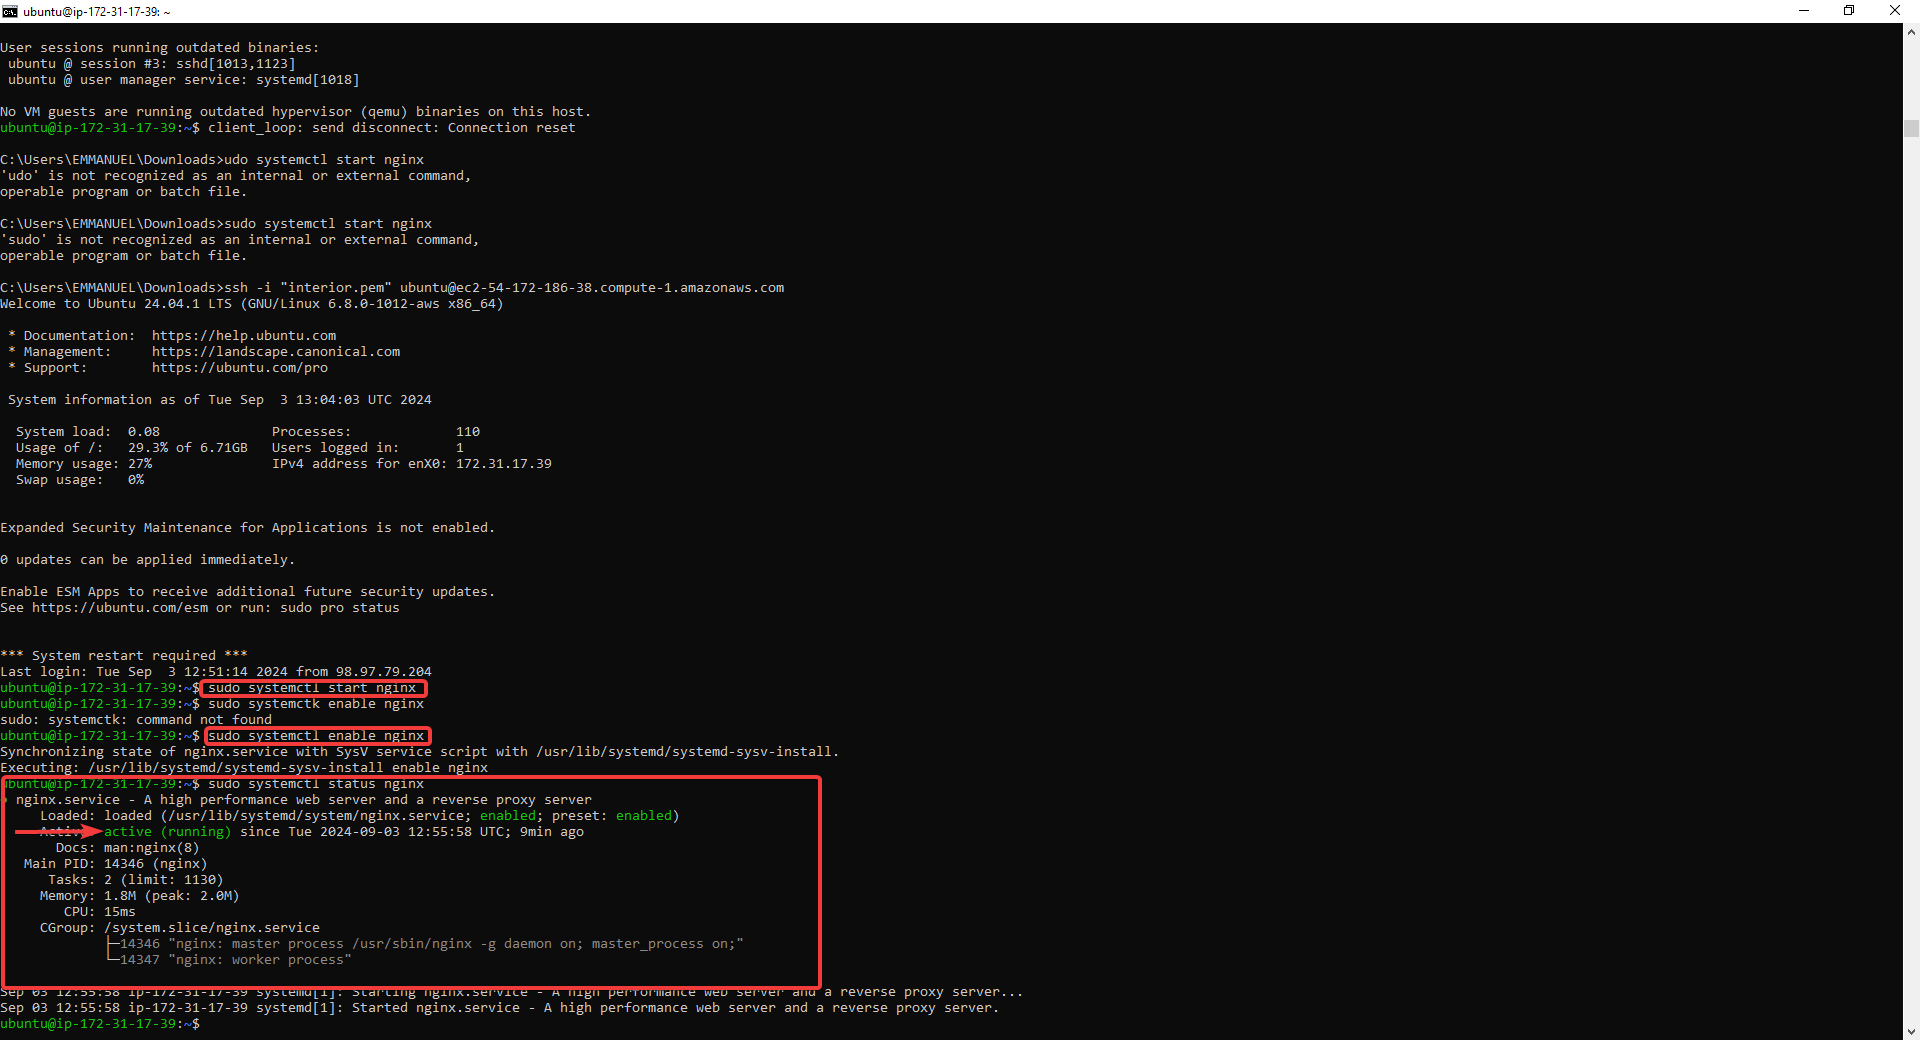 ubuntu@ip-172-31-17-39: ~
User sessions running outdated binaries:
 ubuntu @ session #3: sshd[1013,1123]
 ubuntu @ user manager service: systemd[1018]
No VM guests are running outdated hypervisor (qemu) binaries on this host.
ubuntu@ip-172-31-17-39:~$ client_loop: send disconnect: Connection reset
C:\Users\EMMANUEL\Downloads>udo systemctl start nginx
'udo' is not recognized as an internal or external command,
operable program or batch file.
C:\Users\EMMANUEL\Downloads>sudo systemctl start nginx
'sudo' is not recognized as an internal or external command,
operable program or batch file.
C:\Users\EMMANUEL\Downloads>ssh -i "interior.pem" ubuntu@ec2-54-172-186-38.compute-1.amazonaws.com
Welcome to Ubuntu 24.04.1 LTS (GNU/Linux 6.8.0-1012-aws x86_64)
 * Documentation:  https://help.ubuntu.com
 * Management:     https://landscape.canonical.com
 * Support:        https://ubuntu.com/pro
 System information as of Tue Sep  3 13:04:03 UTC 2024
  System load:  0.08              Processes:             110
  Usage of /:   29.3% of 6.71GB   Users logged in:       1
  Memory usage: 27%               IPv4 address for enX0: 172.31.17.39
  Swap usage:   0%
Expanded Security Maintenance for Applications is not enabled.
0 updates can be applied immediately.
Enable ESM Apps to receive additional future security updates.
See https://ubuntu.com/esm or run: sudo pro status
*** System restart required ***
Last login: Tue Sep  3 12:51:14 2024 from 98.97.79.204
ubuntu@ip-172-31-17-39:~$ sudo systemctl start nginx
ubuntu@ip-172-31-17-39:~$ sudo systemctk enable nginx
sudo: systemctk: command not found
ubuntu@ip-172-31-17-39:~$ sudo systemctl enable nginx
Synchronizing state of nginx.service with SysV service script with /usr/lib/systemd/systemd-sysv-install.
Executing: /usr/lib/systemd/systemd-sysv-install enable nginx
ubuntu@ip-172-31-17-39:~$ sudo systemctl status nginx
● nginx.service - A high performance web server and a reverse proxy server
     Loaded: loaded (/usr/lib/systemd/system/nginx.service; enabled; preset: enabled)
     Active: active (running) since Tue 2024-09-03 12:55:58 UTC; 9min ago
       Docs: man:nginx(8)
   Main PID: 14346 (nginx)
      Tasks: 2 (limit: 1130)
     Memory: 1.8M (peak: 2.0M)
        CPU: 15ms
     CGroup: /system.slice/nginx.service
             ├─14346 "nginx: master process /usr/sbin/nginx -g daemon on; master_process on;"
             └─14347 "nginx: worker process"
Sep 03 12:55:58 ip-172-31-17-39 systemd[1]: Starting nginx.service - A high performance web server and a reverse proxy server...
Sep 03 12:55:58 ip-172-31-17-39 systemd[1]: Started nginx.service - A high performance web server and a reverse proxy server.
ubuntu@ip-172-31-17-39:~$